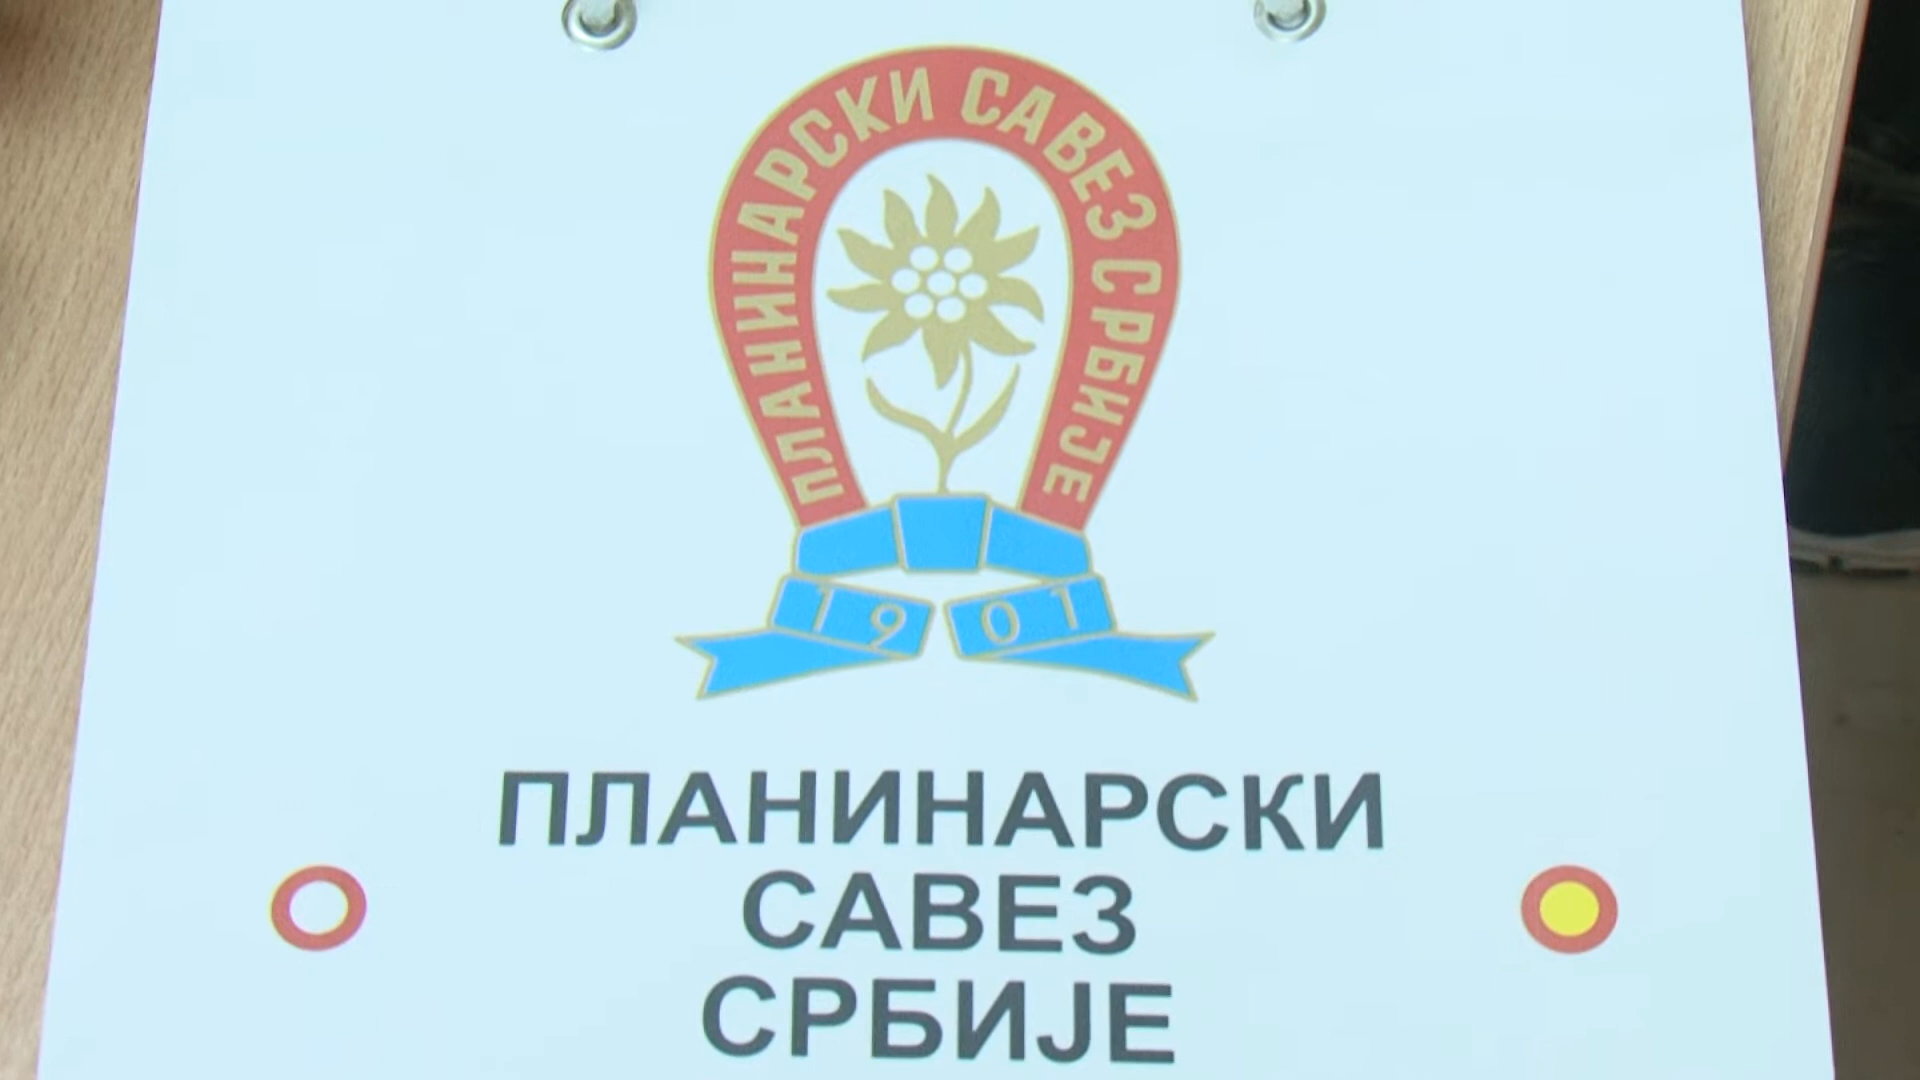 ПЛАНИНАРСКИ САВЕЗ СРБИЈЕ
1901
ПЛАНИНАРСКИ
САВЕЗ
СРБИЈЕ